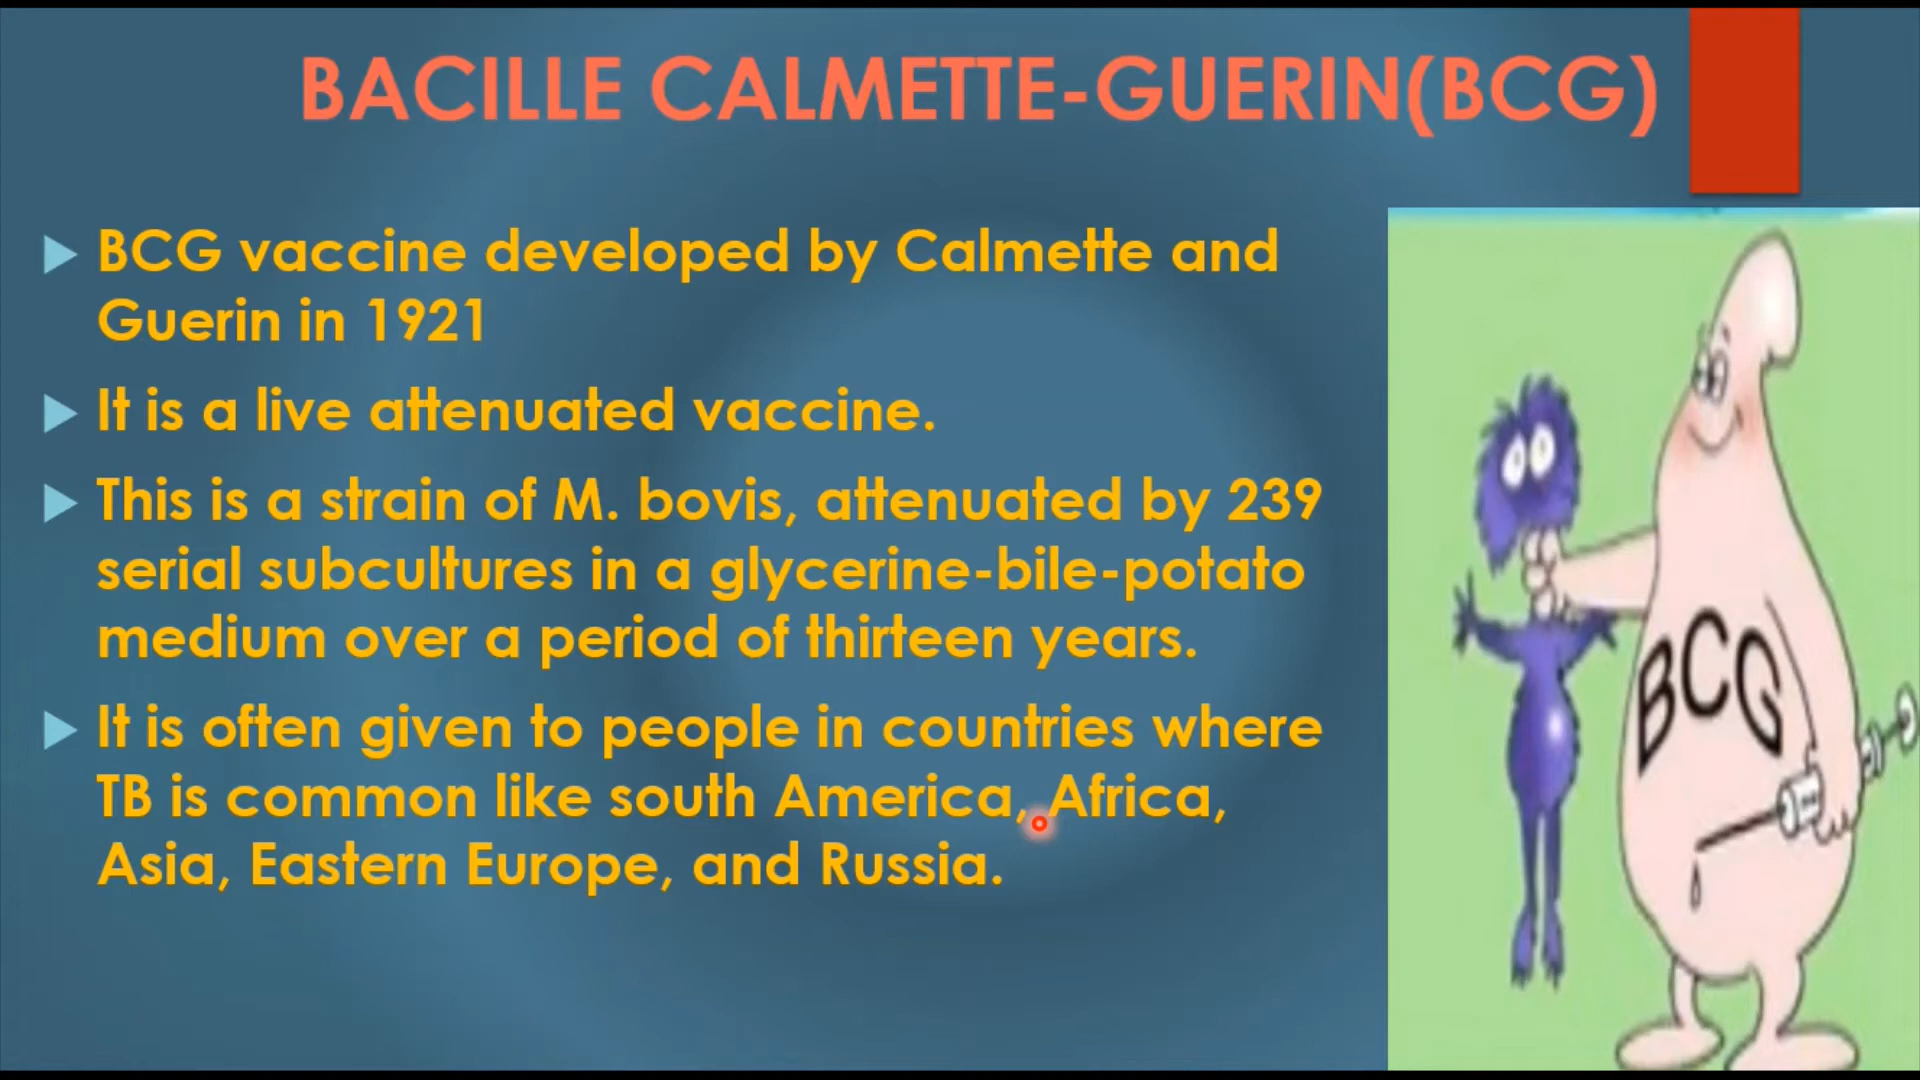 BACILLE CALMETTE-GUERIN(BCG)
BCG vaccine developed by Calmette and
Guerin in 1921
It is a live attenuated vaccine.
This is a strain of M. bovis, attenuated by 239
serial subcultures in a glycerine-bile-potato
medium over a period of thirteen years.
It is often given to people in countries where
TB is common like south America, Africa,
Asia, Eastern Europe, and Russia.
BCG